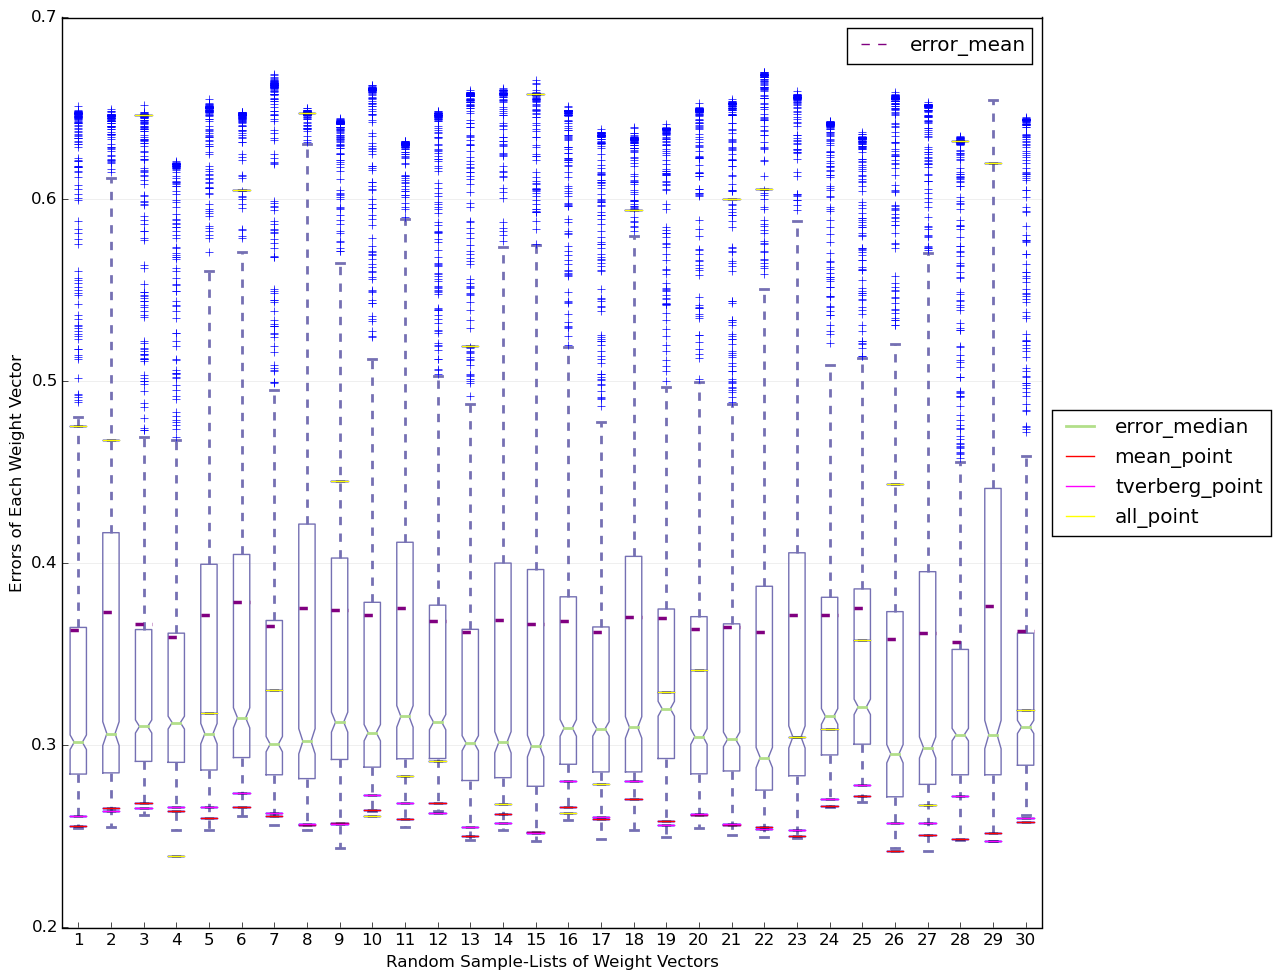 0.7
0.6
0.5
0.4
0.3
0.2
Errors of Each Weight Vector
error_mean
error_median
mean_point
tverberg_point
all_point
1 2 3 4 5 6 7 8 9 10 11 12 13 14 15 16 17 18 19 20 21 22 23 24 25 26 27 28 29 30
Random Sample-Lists of Weight Vectors